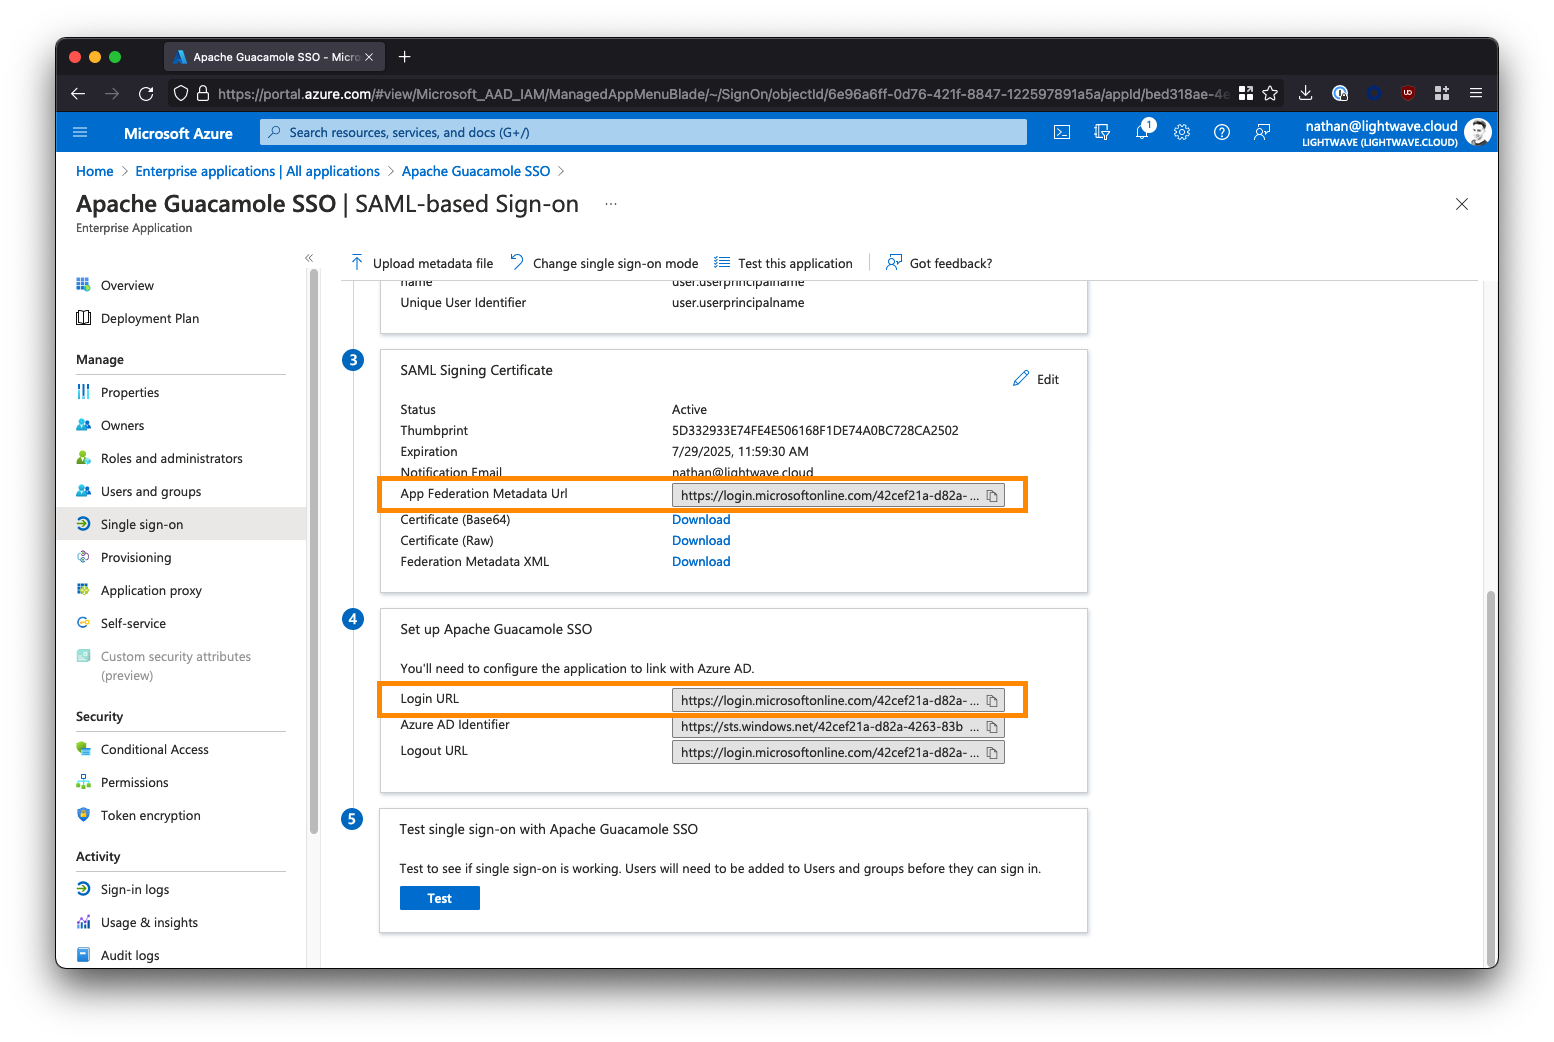 Apache Guacamole SSO - Micro
https://portal.azure.com/#view/Microsoft_AAD_IAM/ManagedAppMenuBlade/~/SignOn/objectId/6e96a6ff-0d76-421f-8847-122597891a5a/appId/bed318ae-4e
Microsoft Azure
Search resources, services, and docs (G+/)
1
nathan@lightwave.cloud
LIGHTWAVE (LIGHTWAVE.CLOUD)
Home > Enterprise applications | All applications > Apache Guacamole SSO >
Apache Guacamole SSO | SAML-based Sign-on ...
Enterprise Application
Overview
Deployment Plan
Manage
Properties
Owners
Roles and administrators
Users and groups
Single sign-on
Provisioning
Application proxy
Self-service
Custom security attributes
(preview)
Security
Conditional Access
Permissions
Token encryption
Activity
Sign-in logs
Usage & insights
Audit logs
Upload metadata file Change single sign-on mode Test this application Got feedback?
name user.userprincipalname
Unique User Identifier user.userprincipalname
3
SAML Signing Certificate
Edit
Status Active
Thumbprint 5D332933E74FE4E506168F1DE74A0BC728CA2502
Expiration 7/29/2025, 11:59:30 AM
Notification Email nathan@lightwave.cloud
App Federation Metadata Url https://login.microsoftonline.com/42cef21a-d82a- ...
Certificate (Base64) Download
Certificate (Raw) Download
Federation Metadata XML Download
4
Set up Apache Guacamole SSO
You'll need to configure the application to link with Azure AD.
Login URL https://login.microsoftonline.com/42cef21a-d82a- ...
Azure AD Identifier https://sts.windows.net/42cef21a-d82a-4263-83b ...
Logout URL https://login.microsoftonline.com/42cef21a-d82a- ...
5
Test single sign-on with Apache Guacamole SSO
Test to see if single sign-on is working. Users will need to be added to Users and groups before they can sign in.
Test